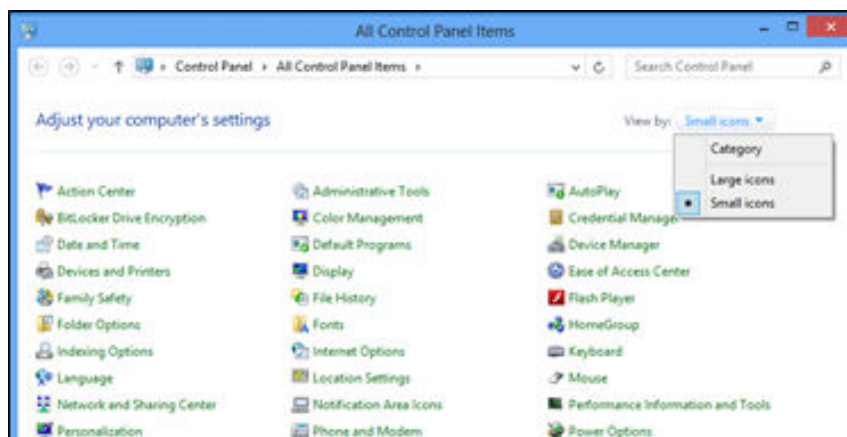 All Control Panel Items
Control Panel All Control Panel Items Search Control Panel
Adjust your computer's settings View by: Small icons
Category
Large icons
Small icons
Action Center Administrative Tools AutoPlay
BitLocker Drive Encryption Color Management Credential Manager
Date and Time Default Programs Device Manager
Devices and Printers Display Ease of Access Center
Family Safety File History Flash Player
Folder Options Fonts HomeGroup
Indexing Options Internet Options Keyboard
Language Location Settings Mouse
Network and Sharing Center Notification Area Icons Performance Information and Tools
Personalization Phone and Modem Power Options